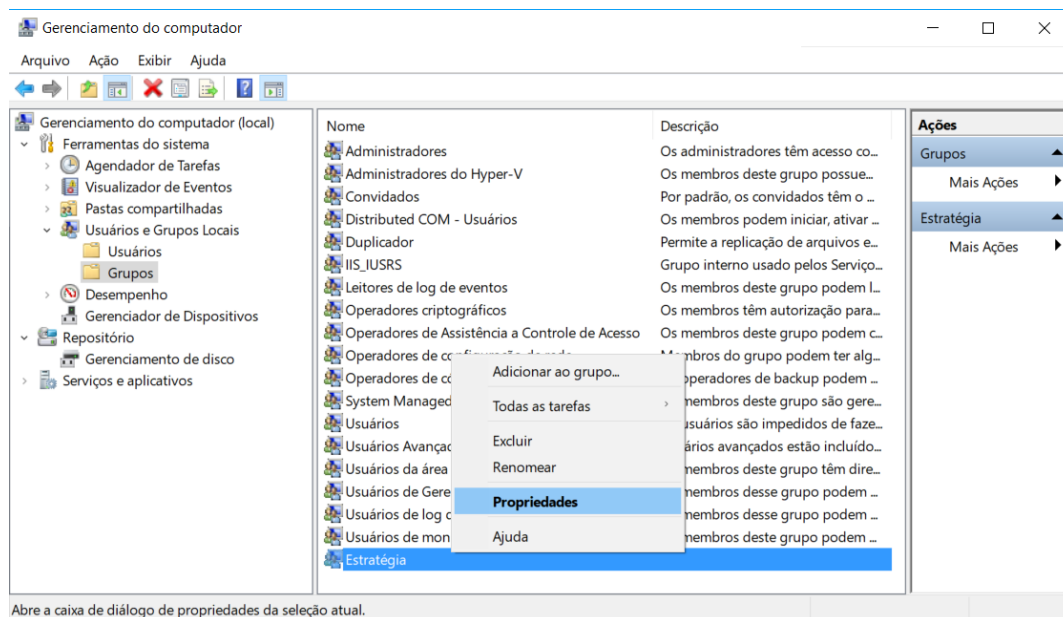 Gerenciamento do computador
Arquivo Ação Exibir Ajuda
Gerenciamento do computador (local)
Ferramentas do sistema
Agendador de Tarefas
Visualizador de Eventos
Pastas compartilhadas
Usuários e Grupos Locais
Usuários
Grupos
Desempenho
Gerenciador de Dispositivos
Repositório
Gerenciamento de disco
Serviços e aplicativos
Nome Descrição
Administradores Os administradores têm acesso co...
Administradores do Hyper-V Os membros deste grupo possue...
Convidados Por padrão, os convidados têm o ...
Distributed COM - Usuários Os membros podem iniciar, ativar ...
Duplicador Permite a replicação de arquivos e...
IIS_IUSRS Grupo interno usado pelos Serviço...
Leitores de log de eventos Os membros deste grupo podem l...
Operadores criptográficos Os membros têm autorização para...
Operadores de Assistência a Controle de Acesso Os membros deste grupo podem c...
Operadores de configuração de rede Membros do grupo podem ter alg...
Operadores de có operadores de backup podem ...
System Managed membros deste grupo são gere...
Usuários usuários são impedidos de faze...
Usuários Avançad ários avançados estão incluído...
Usuários da área membros deste grupo têm dire...
Usuários de Gere membros desse grupo podem ...
Usuários de log d membros desse grupo podem ...
Usuários de mon membros deste grupo podem ...
Estratégia
Adicionar ao grupo...
Todas as tarefas
Excluir
Renomear
Propriedades
Ajuda
Ações
Grupos
Mais Ações
Estratégia
Mais Ações
Abre a caixa de diálogo de propriedades da seleção atual.